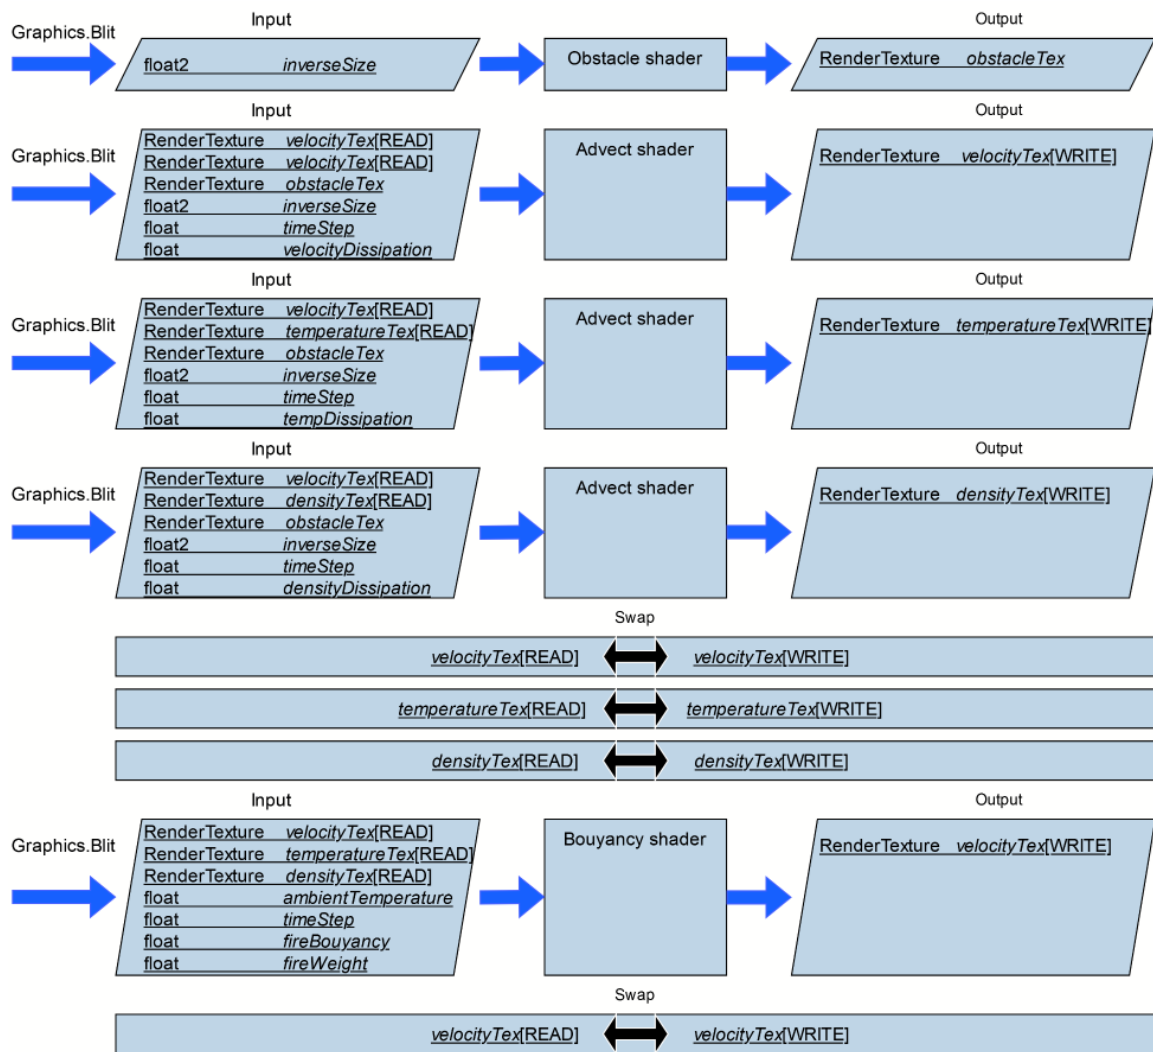 Input
Output
Graphics.Blit
float2 inverseSize
Obstacle shader
RenderTexture obstacleTex
Input
Output
Graphics.Blit
RenderTexture velocityTex[READ]
RenderTexture velocityTex[READ]
RenderTexture obstacleTex
float2 inverseSize
float timeStep
float velocityDissipation
Advect shader
RenderTexture velocityTex[WRITE]
Input
Output
Graphics.Blit
RenderTexture velocityTex[READ]
RenderTexture temperatureTex[READ]
RenderTexture obstacleTex
float2 inverseSize
float timeStep
float tempDissipation
Advect shader
RenderTexture temperatureTex[WRITE]
Input
Output
Graphics.Blit
RenderTexture velocityTex[READ]
RenderTexture densityTex[READ]
RenderTexture obstacleTex
float2 inverseSize
float timeStep
float densityDissipation
Advect shader
RenderTexture densityTex[WRITE]
Swap
velocityTex[READ] velocityTex[WRITE]
temperatureTex[READ] temperatureTex[WRITE]
densityTex[READ] densityTex[WRITE]
Input
Output
Graphics.Blit
RenderTexture velocityTex[READ]
RenderTexture temperatureTex[READ]
RenderTexture densityTex[READ]
float ambientTemperature
float timeStep
float fireBouyancy
float fireWeight
Bouyancy shader
RenderTexture velocityTex[WRITE]
Swap
velocityTex[READ] velocityTex[WRITE]